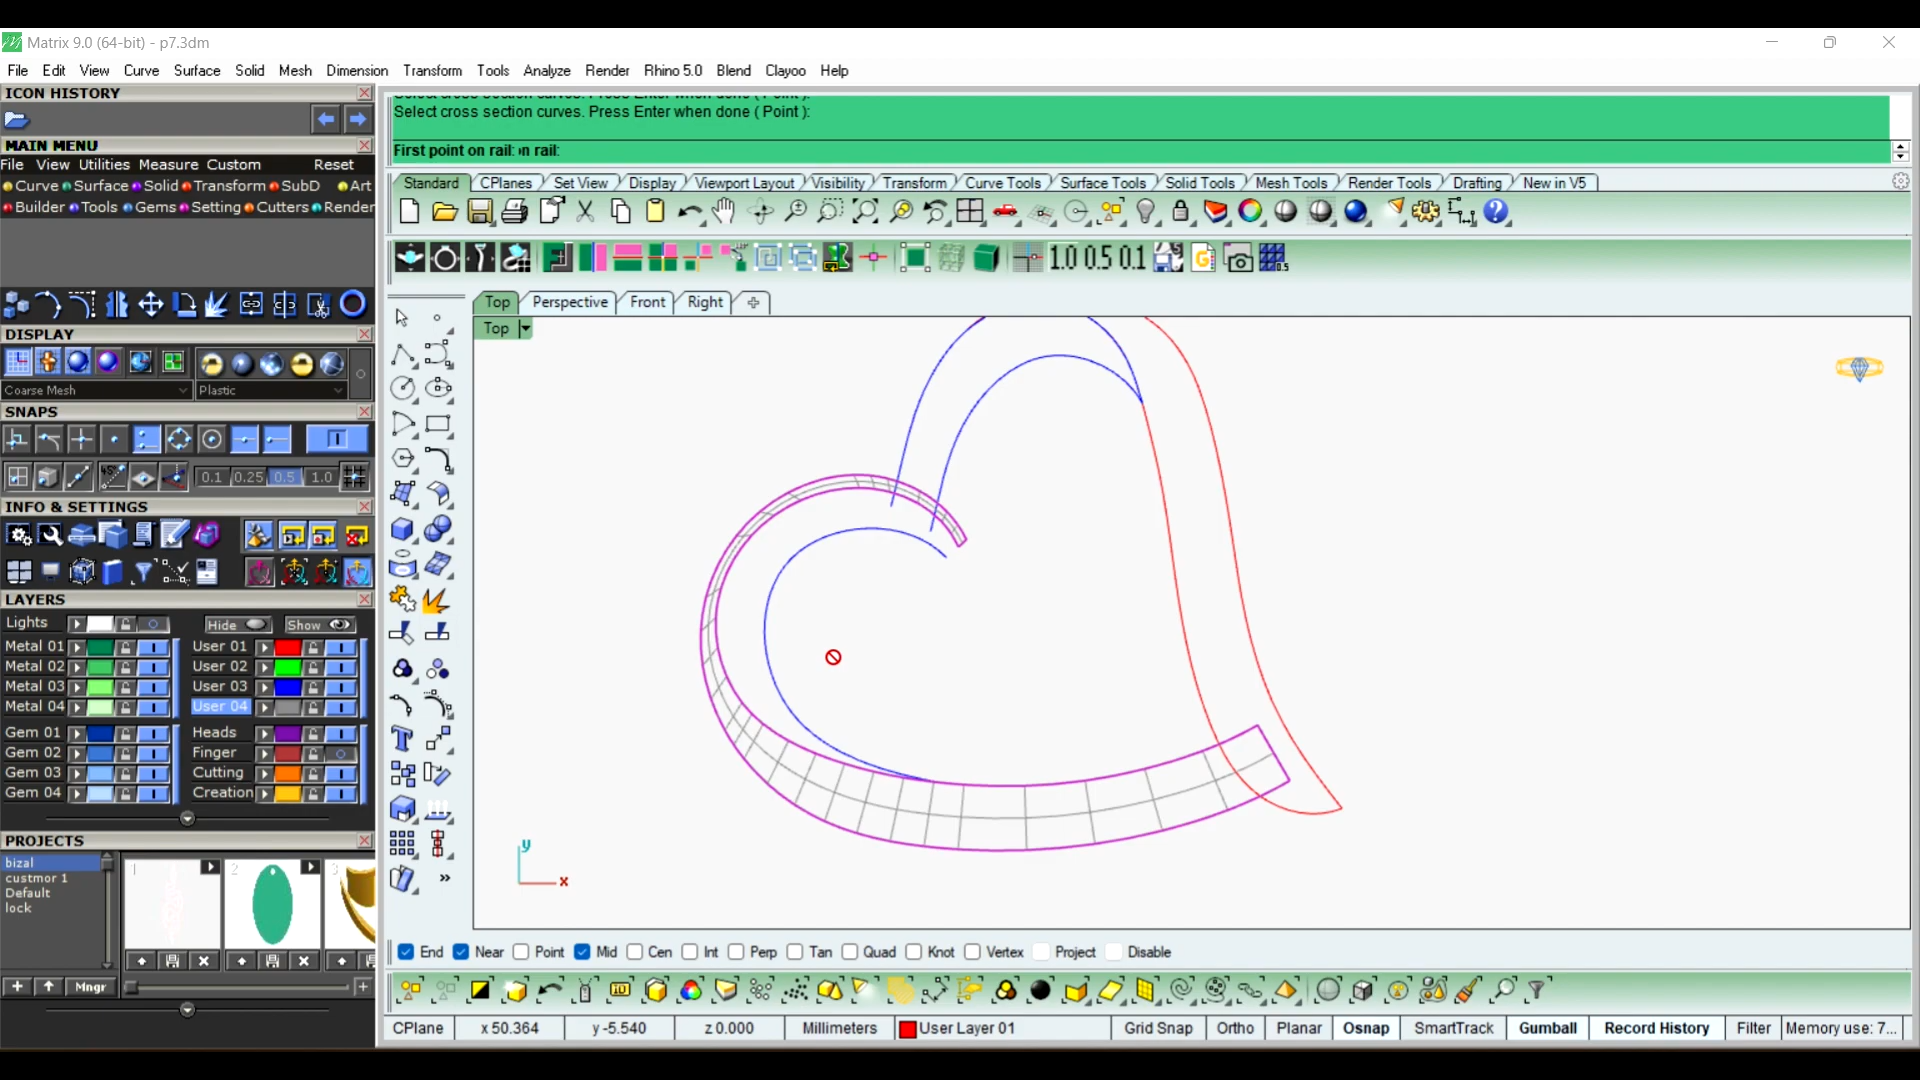 Matrix 9.0 (64-bit) - p7.3dm
File Edit View Curve Surface Solid Mesh Dimension Transform Tools Analyze Render Rhino 5.0 Blend Clayoo Help
ICON HISTORY
MAIN MENU
File View Utilities Measure Custom Reset
Curve Surface Solid Transform SubD Art
Builder Tools Gems Setting Cutters Render
DISPLAY
Coarse Mesh Plastic
SNAPS
0.1 0.25 0.5 1.0
INFO & SETTINGS
LAYERS
Lights Hide Show
Metal 01 User 01
Metal 02 User 02
Metal 03 User 03
Metal 04 User 04
Gem 01 Heads
Gem 02 Finger
Gem 03 Cutting
Gem 04 Creation
PROJECTS
bizal
custmor 1
Default
lock
1 2 3
Mngr
Select cross section curves. Press Enter when done ( Point ):
First point on rail:
Standard CPlanes Set View Display Viewport Layout Visibility Transform Curve Tools Surface Tools Solid Tools Mesh Tools Render Tools Drafting New in V5
1.0 0.5 0.1
Top Perspective Front Right
Top
y
x
End Near Point Mid Cen Int Perp Tan Quad Knot Vertex Project Disable
CPlane x 50.364 y -5.540 z 0.000 Millimeters User Layer 01 Grid Snap Ortho Planar Osnap SmartTrack Gumball Record History Filter Memory use: 7...